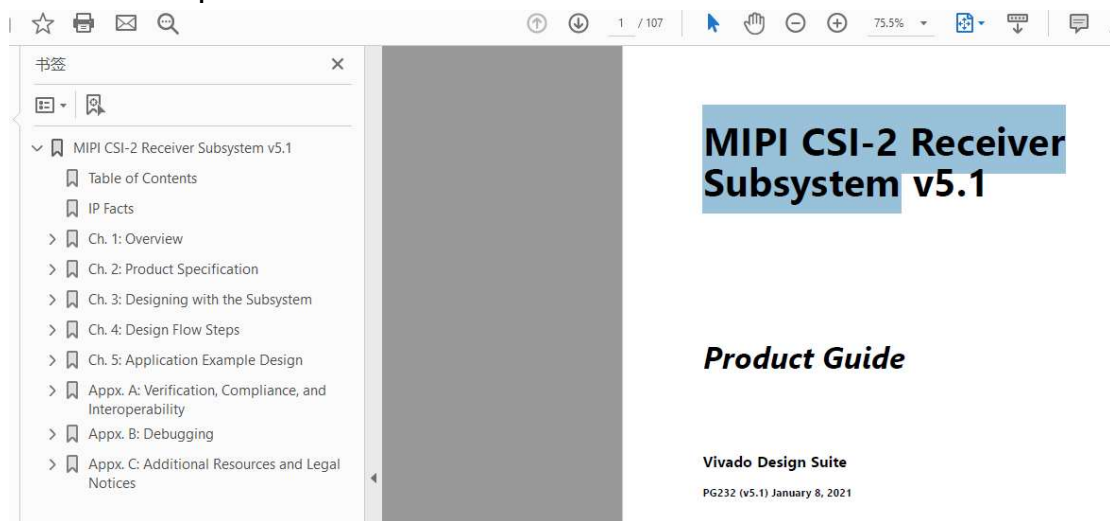 1 / 107
75.5%
书签
MIPI CSI-2 Receiver Subsystem v5.1
Table of Contents
IP Facts
Ch. 1: Overview
Ch. 2: Product Specification
Ch. 3: Designing with the Subsystem
Ch. 4: Design Flow Steps
Ch. 5: Application Example Design
Appx. A: Verification, Compliance, and
Interoperability
Appx. B: Debugging
Appx. C: Additional Resources and Legal
Notices
MIPI CSI-2 Receiver
Subsystem v5.1
Product Guide
Vivado Design Suite
PG232 (v5.1) January 8, 2021